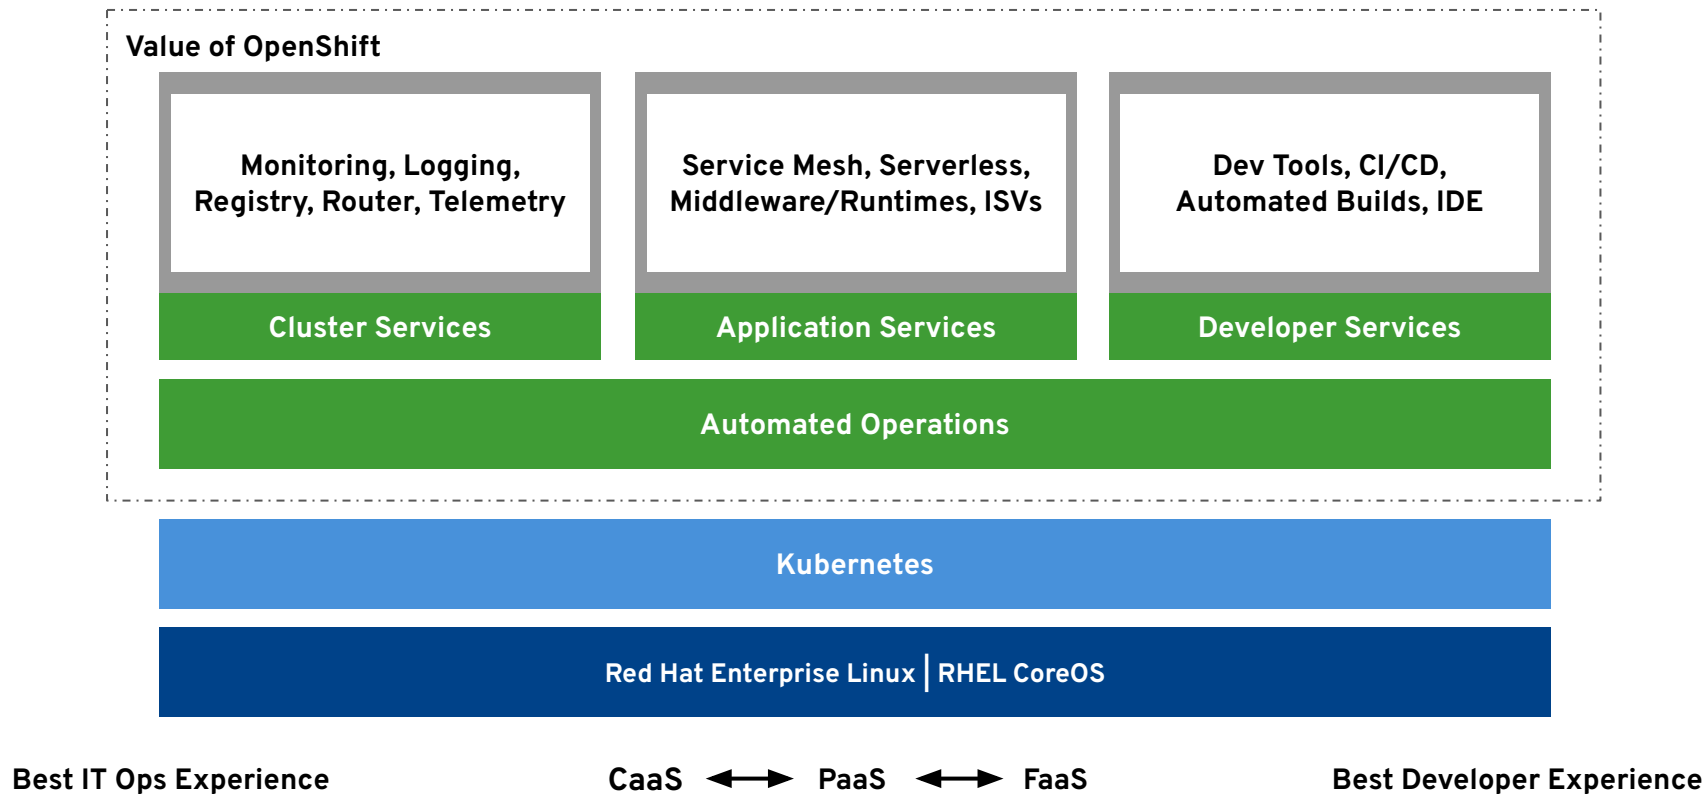 Value of OpenShift
Monitoring, Logging,
Registry, Router, Telemetry
Service Mesh, Serverless,
Middleware/Runtimes, ISVs
Dev Tools, CI/CD,
Automated Builds, IDE
Cluster Services
Application Services
Developer Services
Automated Operations
Kubernetes
Red Hat Enterprise Linux | RHEL CoreOS
Best IT Ops Experience
CaaS
PaaS
FaaS
Best Developer Experience